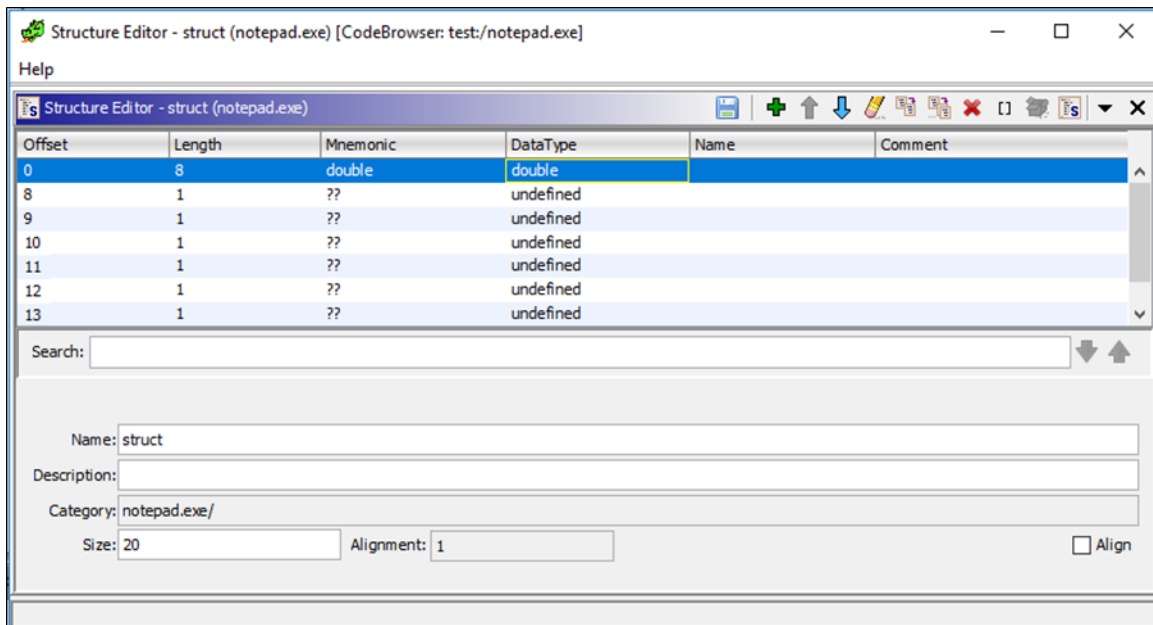 Structure Editor - struct (notepad.exe) [CodeBrowser: test:/notepad.exe]
Help
Structure Editor - struct (notepad.exe)
Offset Length Mnemonic DataType Name Comment
0 8 double double
8 1 ?? undefined
9 1 ?? undefined
10 1 ?? undefined
11 1 ?? undefined
12 1 ?? undefined
13 1 ?? undefined
Search:
Name: struct
Description:
Category: notepad.exe/
Size: 20 Alignment: 1 Align